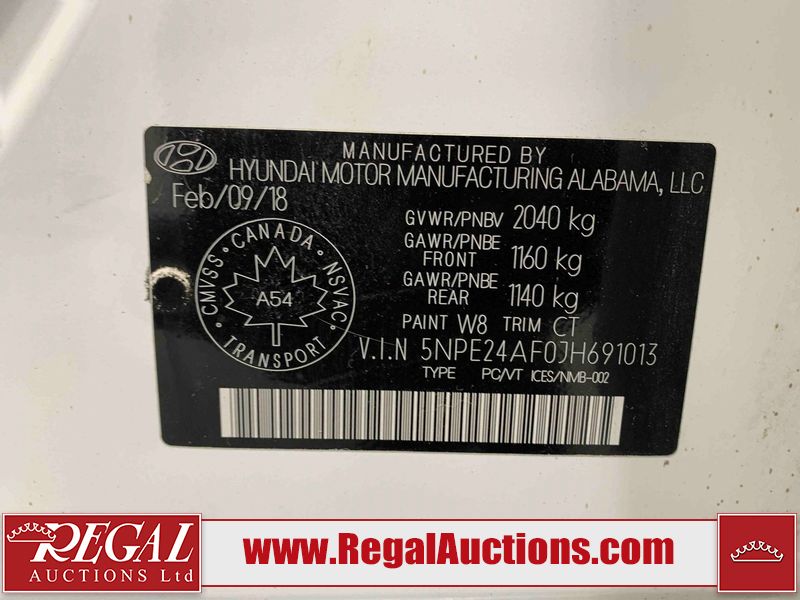 MANUFACTURED BY
HYUNDAI MOTOR MANUFACTURING ALABAMA, LLC
Feb/09/18
GVWR/PNBV 2040 kg
GAWR/PNBE FRONT 1160 kg
GAWR/PNBE REAR 1140 kg
PAINT W8 TRIM CT
V.I.N 5NPE24AF0JH691013
TYPE PC/VT ICES/NMB-002
CANADA
CMVSS NSVAC
A54
TRANSPORT
REGAL
AUCTIONS Ltd
www.RegalAuctions.com